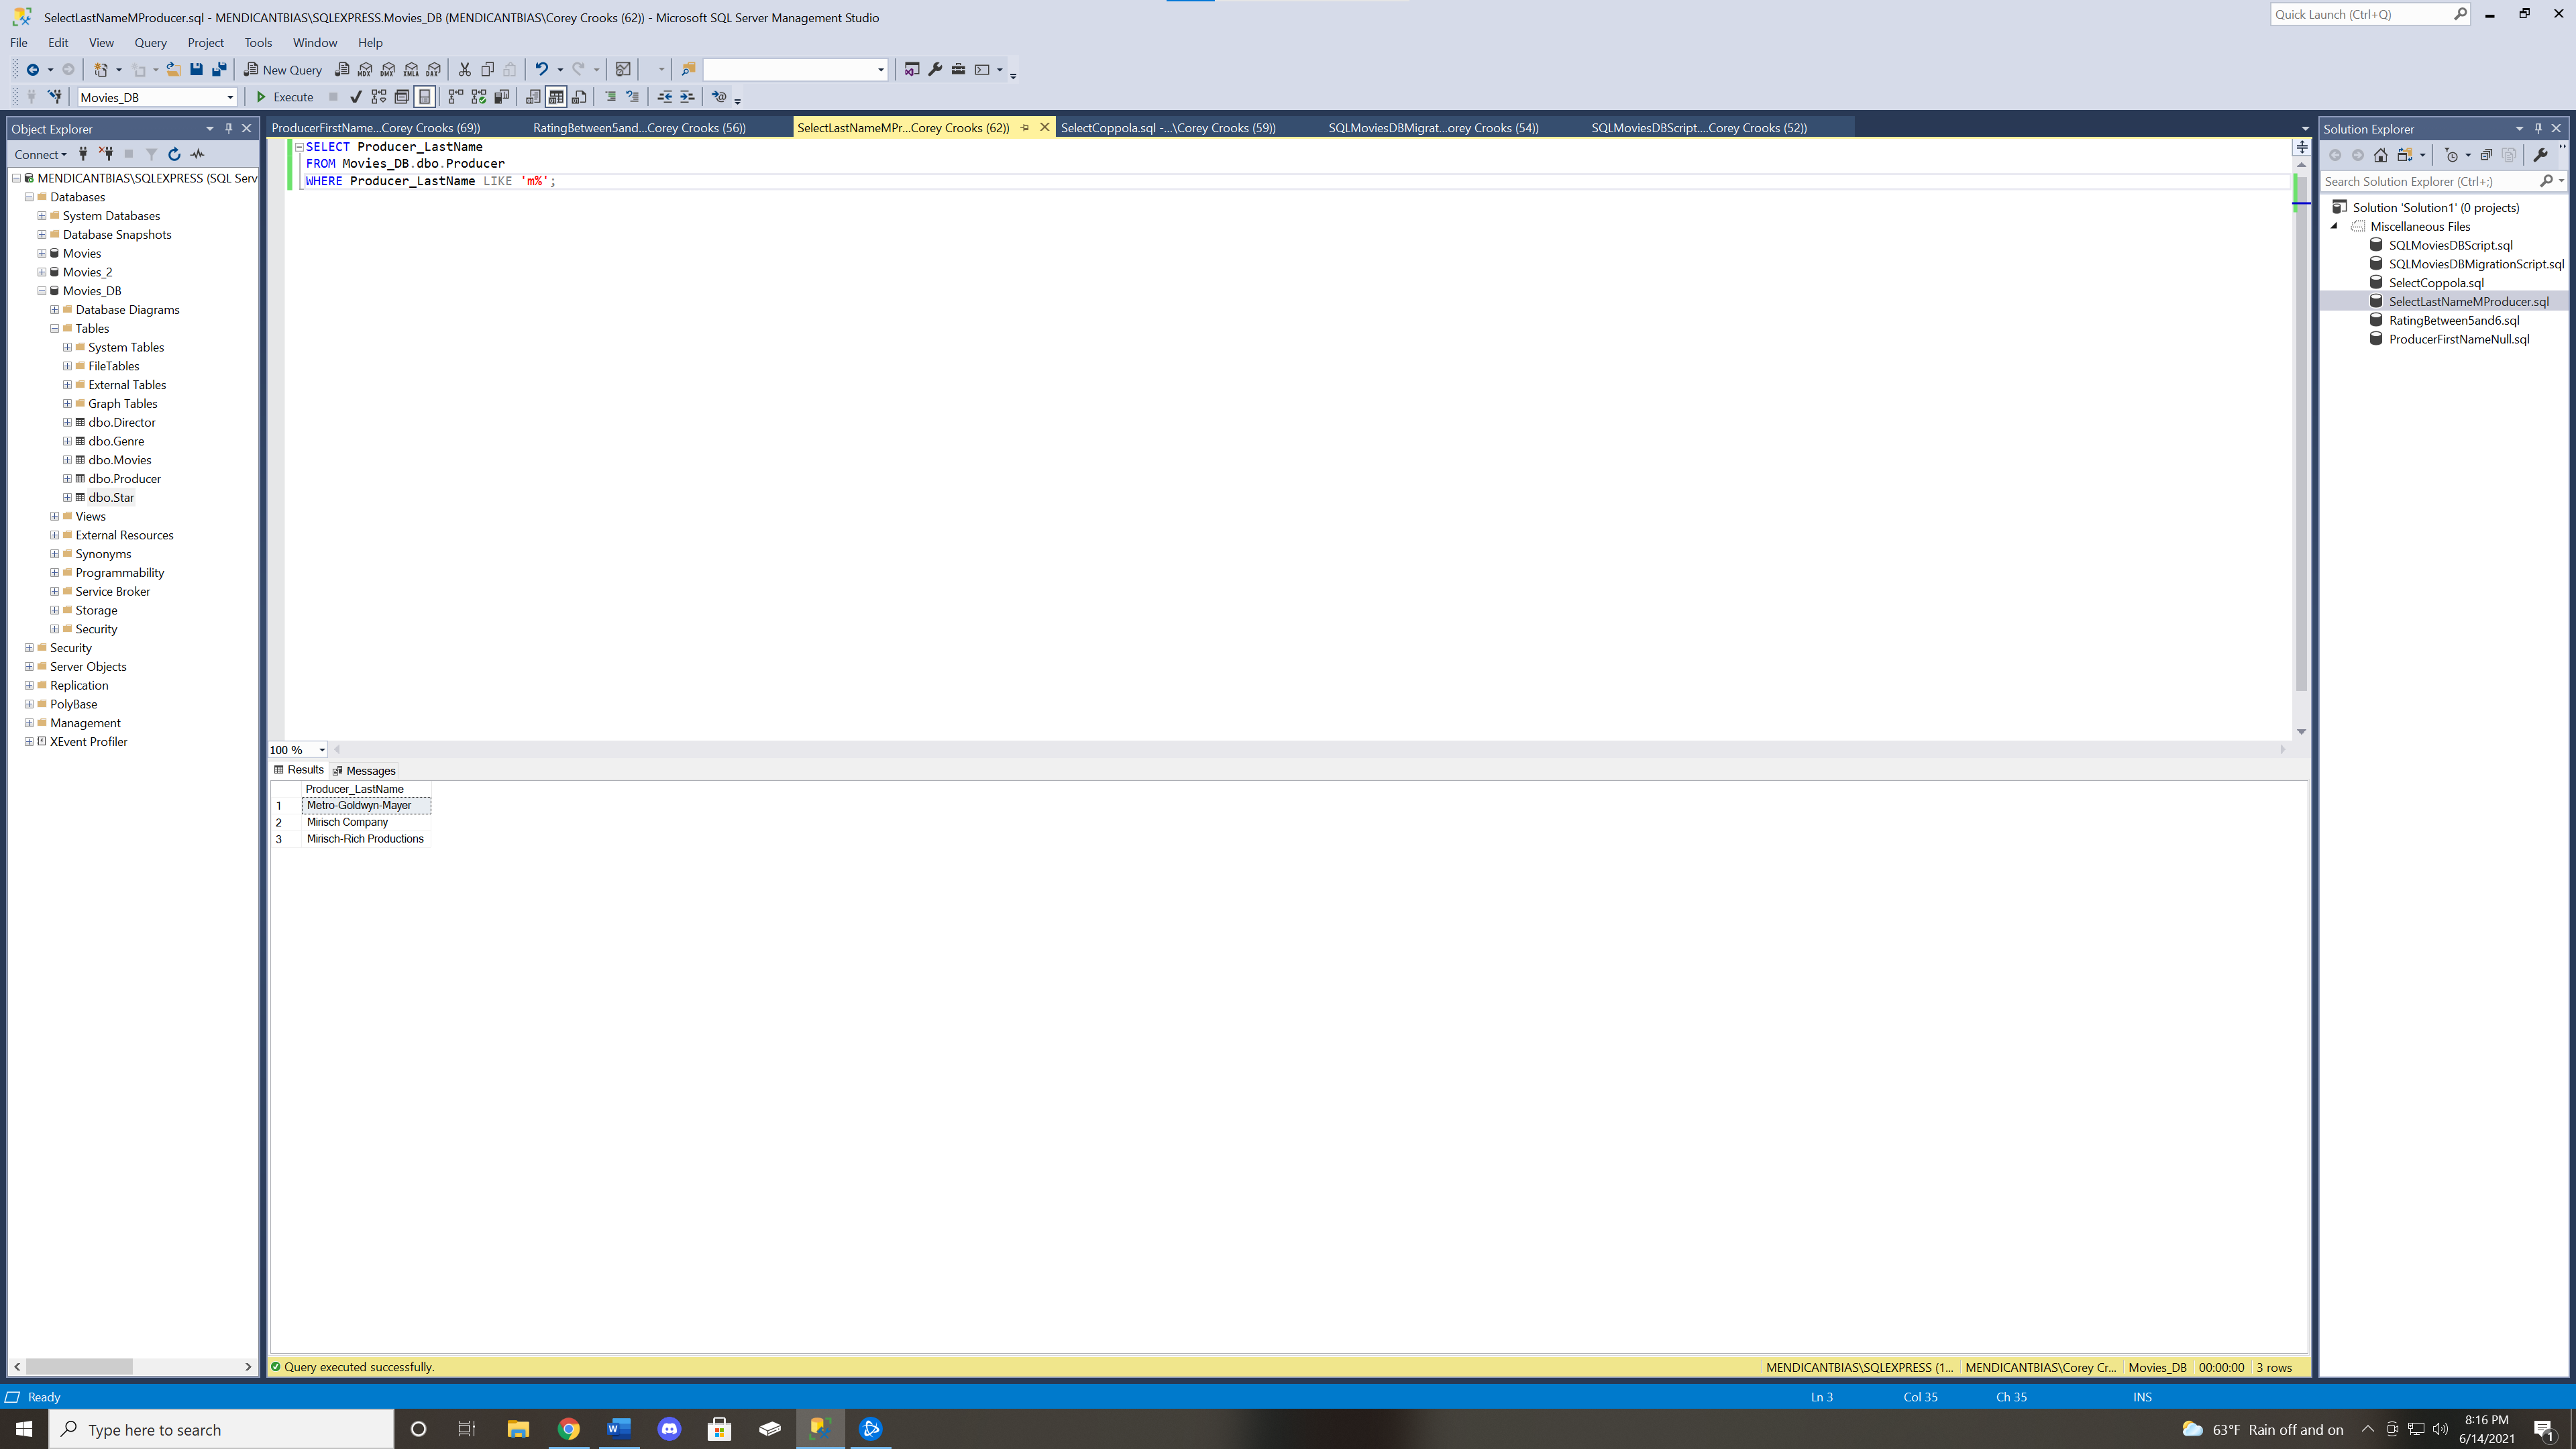 SelectLastNameMProducer.sql - MENDICANTBIAS\SQLEXPRESS.Movies_DB (MENDICANTBIAS\Corey Crooks (62)) - Microsoft SQL Server Management Studio
Quick Launch (Ctrl+Q)
File Edit View Query Project Tools Window Help
New Query MDX DMX XMLA DAX
Movies_DB Execute
Object Explorer
Connect
MENDICANTBIAS\SQLEXPRESS (SQL Serv
Databases
System Databases
Database Snapshots
Movies
Movies_2
Movies_DB
Database Diagrams
Tables
System Tables
FileTables
External Tables
Graph Tables
dbo.Director
dbo.Genre
dbo.Movies
dbo.Producer
dbo.Star
Views
External Resources
Synonyms
Programmability
Service Broker
Storage
Security
Security
Server Objects
Replication
PolyBase
Management
XEvent Profiler
ProducerFirstName...Corey Crooks (69)) RatingBetween5and...Corey Crooks (56)) SelectLastNameMPr...Corey Crooks (62)) SelectCoppola.sql -...\Corey Crooks (59)) SQLMoviesDBMigrat...orey Crooks (54)) SQLMoviesDBScript....Corey Crooks (52))
SELECT Producer_LastName
FROM Movies_DB.dbo.Producer
WHERE Producer_LastName LIKE 'm%';
100 %
Results Messages
Producer_LastName
1 Metro-Goldwyn-Mayer
2 Mirisch Company
3 Mirisch-Rich Productions
Query executed successfully. MENDICANTBIAS\SQLEXPRESS (1... MENDICANTBIAS\Corey Cr... Movies_DB 00:00:00 3 rows
Solution Explorer
Search Solution Explorer (Ctrl+;)
Solution 'Solution1' (0 projects)
Miscellaneous Files
SQLMoviesDBScript.sql
SQLMoviesDBMigrationScript.sql
SelectCoppola.sql
SelectLastNameMProducer.sql
RatingBetween5and6.sql
ProducerFirstNameNull.sql
Ready Ln 3 Col 35 Ch 35 INS
Type here to search
63°F Rain off and on
8:16 PM
6/14/2021
1